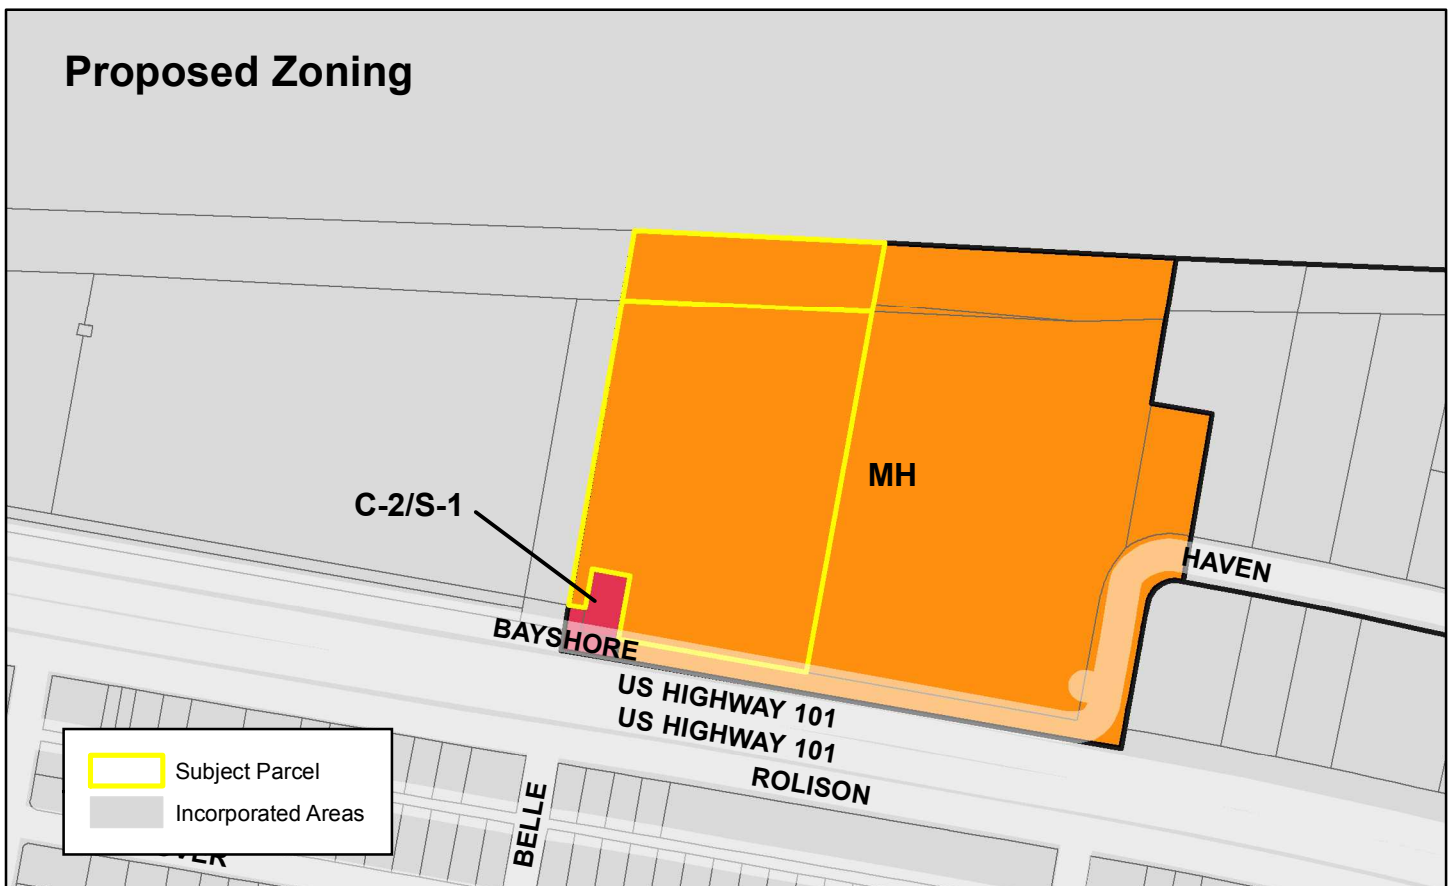 Proposed Zoning
C-2/S-1
MH
HAVEN
BAYSHORE
US HIGHWAY 101
US HIGHWAY 101
ROLISON
BELLE
Subject Parcel
Incorporated Areas